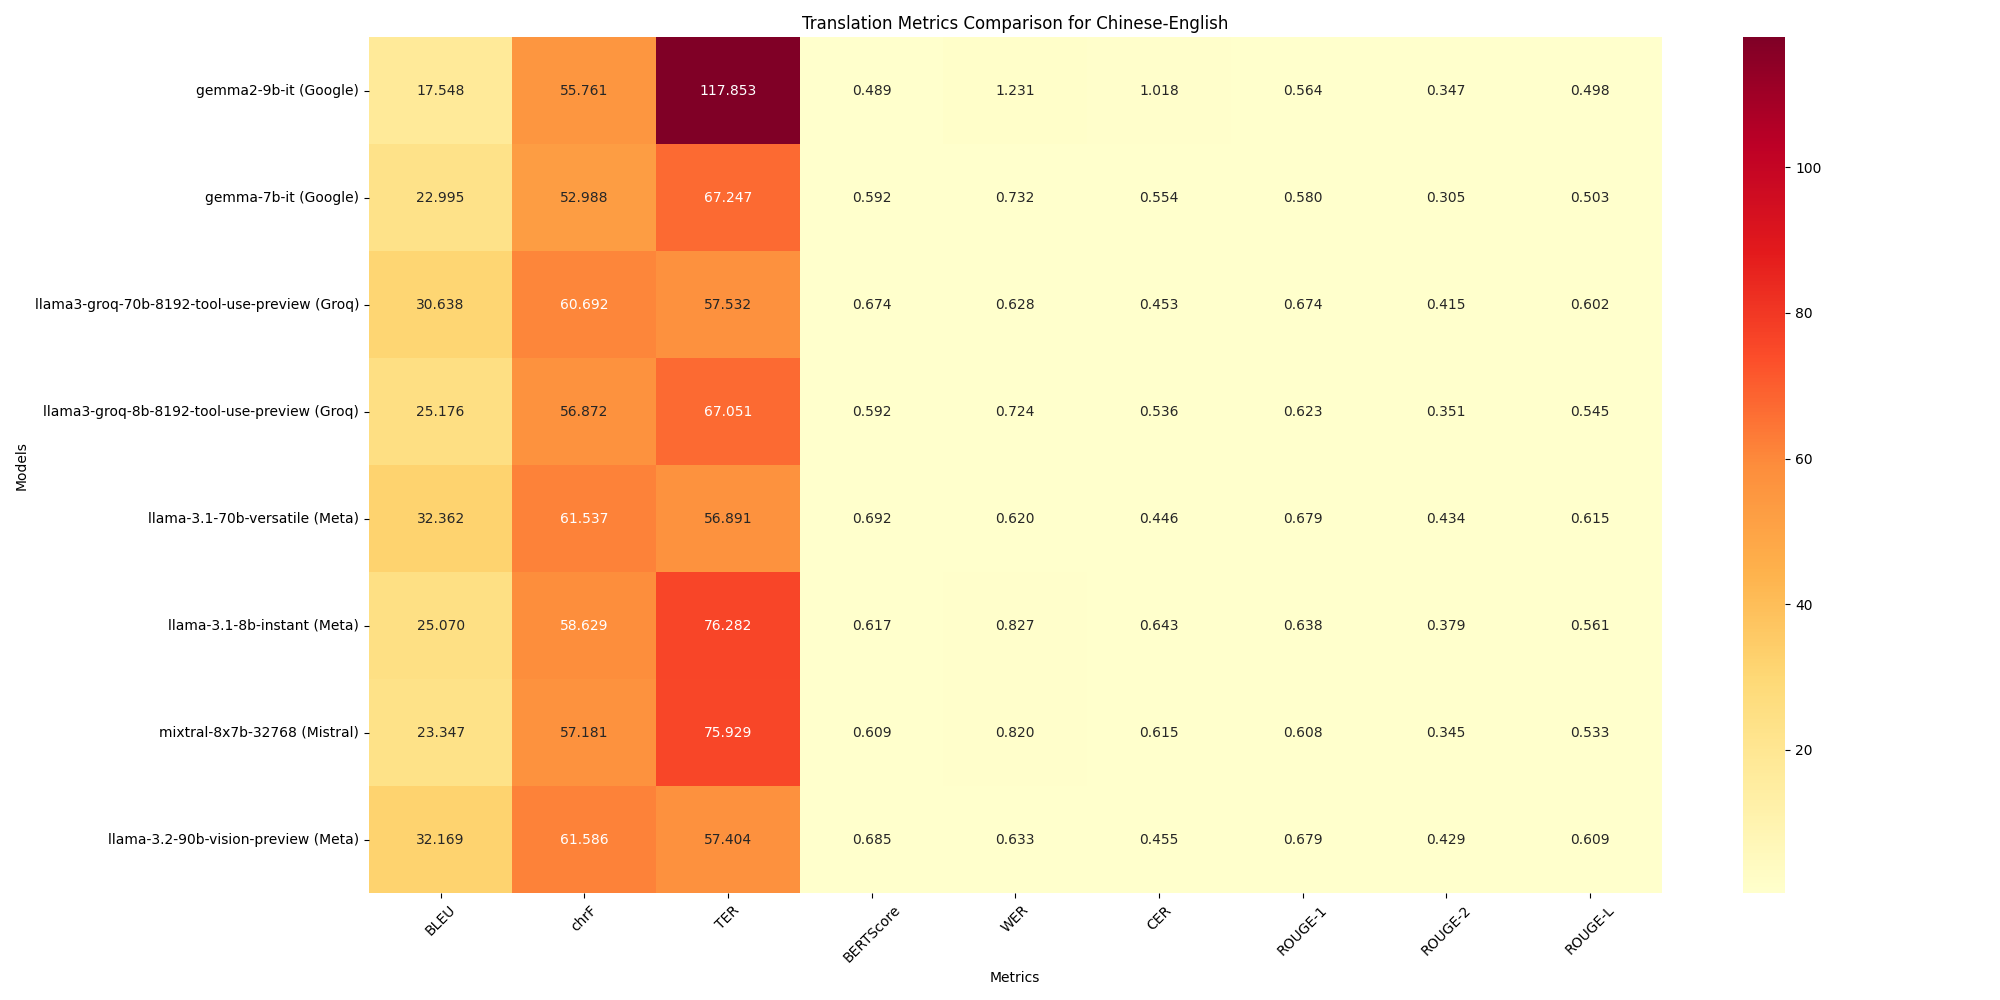 Translation Metrics Comparison for Chinese-English
gemma2-9b-it (Google) 17.548 55.761 117.853 0.489 1.231 1.018 0.564 0.347 0.498
gemma-7b-it (Google) 22.995 52.988 67.247 0.592 0.732 0.554 0.580 0.305 0.503
llama3-groq-70b-8192-tool-use-preview (Groq) 30.638 60.692 57.532 0.674 0.628 0.453 0.674 0.415 0.602
llama3-groq-8b-8192-tool-use-preview (Groq) 25.176 56.872 67.051 0.592 0.724 0.536 0.623 0.351 0.545
llama-3.1-70b-versatile (Meta) 32.362 61.537 56.891 0.692 0.620 0.446 0.679 0.434 0.615
llama-3.1-8b-instant (Meta) 25.070 58.629 76.282 0.617 0.827 0.643 0.638 0.379 0.561
mixtral-8x7b-32768 (Mistral) 23.347 57.181 75.929 0.609 0.820 0.615 0.608 0.345 0.533
llama-3.2-90b-vision-preview (Meta) 32.169 61.586 57.404 0.685 0.633 0.455 0.679 0.429 0.609
BLEU chrF TER BERTScore WER CER ROUGE-1 ROUGE-2 ROUGE-L
Metrics
Models
100
80
60
40
20